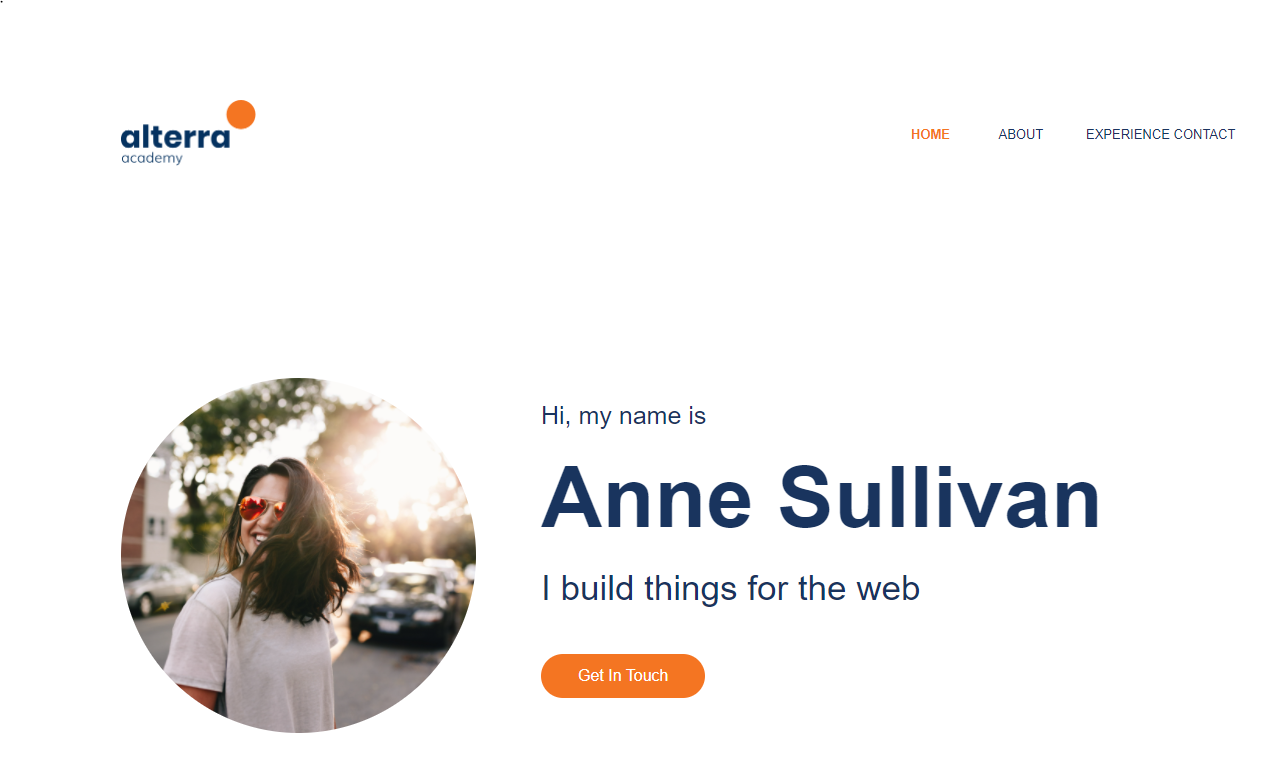 alterra
academy
HOME ABOUT EXPERIENCE CONTACT
Hi, my name is
Anne Sullivan
I build things for the web
Get In Touch